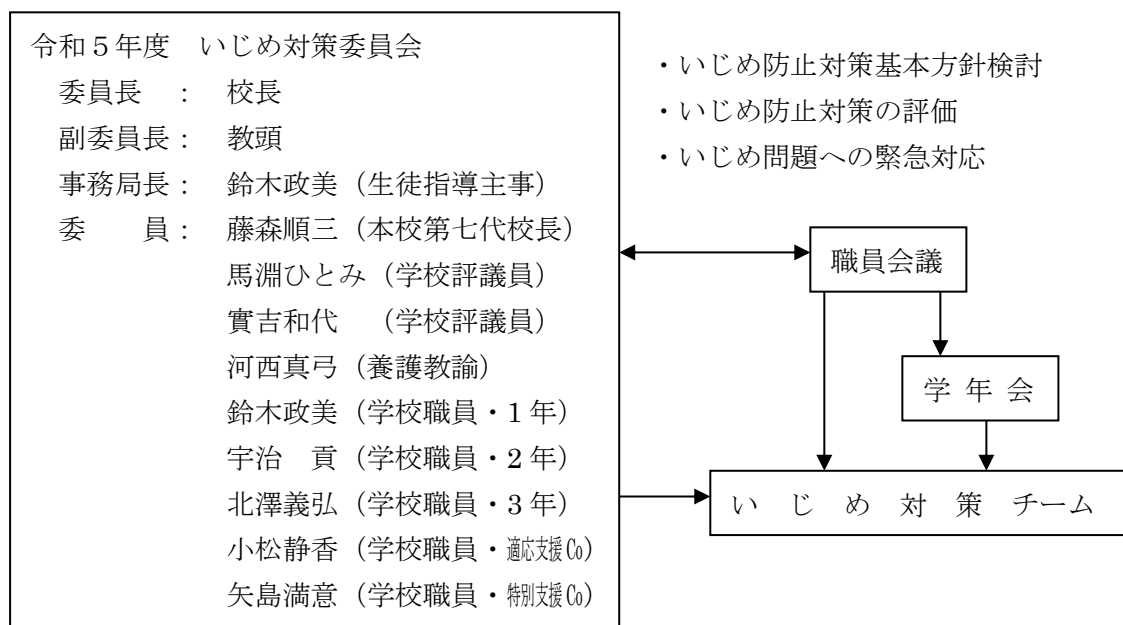 令和５年度　いじめ対策委員会
委員長　：　校長
副委員長：　教頭
事務局長：　鈴木政美（生徒指導主事）
委　　員：　藤森順三（本校第七代校長）
馬淵ひとみ（学校評議員）
實吉和代　（学校評議員）
河西真弓（養護教諭）
鈴木政美（学校職員・１年）
宇治　貢（学校職員・２年）
北澤義弘（学校職員・３年）
小松静香（学校職員・適応支援Co）
矢島満意（学校職員・特別支援Co）
・いじめ防止対策基本方針検討
・いじめ防止対策の評価
・いじめ問題への緊急対応
職員会議
学 年 会
い　じ　め　対　策　チーム